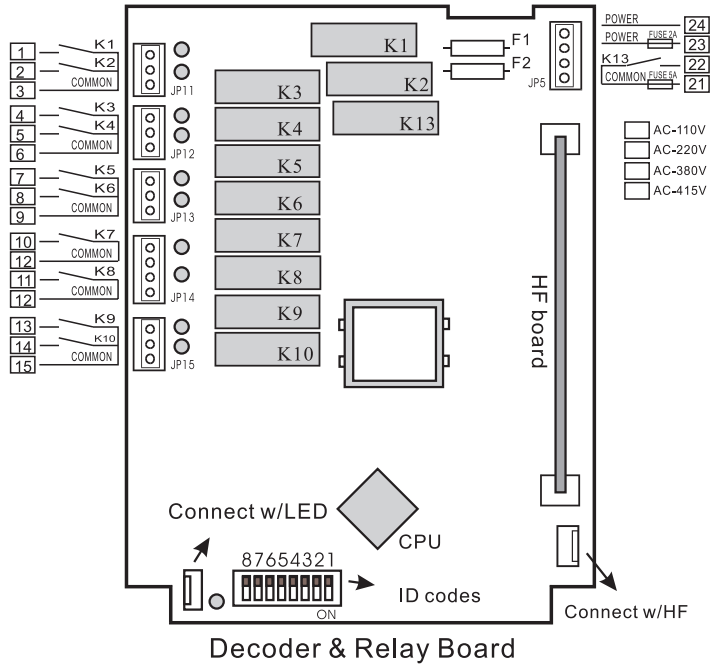 1 K1
2 K2
3 COMMON
JP11
4 K3
5 K4
6 COMMON
JP12
7 K5
8 K6
9 COMMON
JP13
10 K7
12 COMMON
11 K8
12 COMMON
JP14
13 K9
14 K10
15 COMMON
JP15
K1
K2
K3
K13
K4
K5
K6
K7
K8
K9
K10
F1
F2
JP5
POWER 24
POWER FUSE 2A 23
K13 22
COMMON FUSE 5A 21
AC-110V
AC-220V
AC-380V
AC-415V
HF board
Connect w/LED
CPU
87654321
ON
ID codes
Connect w/HF
Decoder & Relay Board